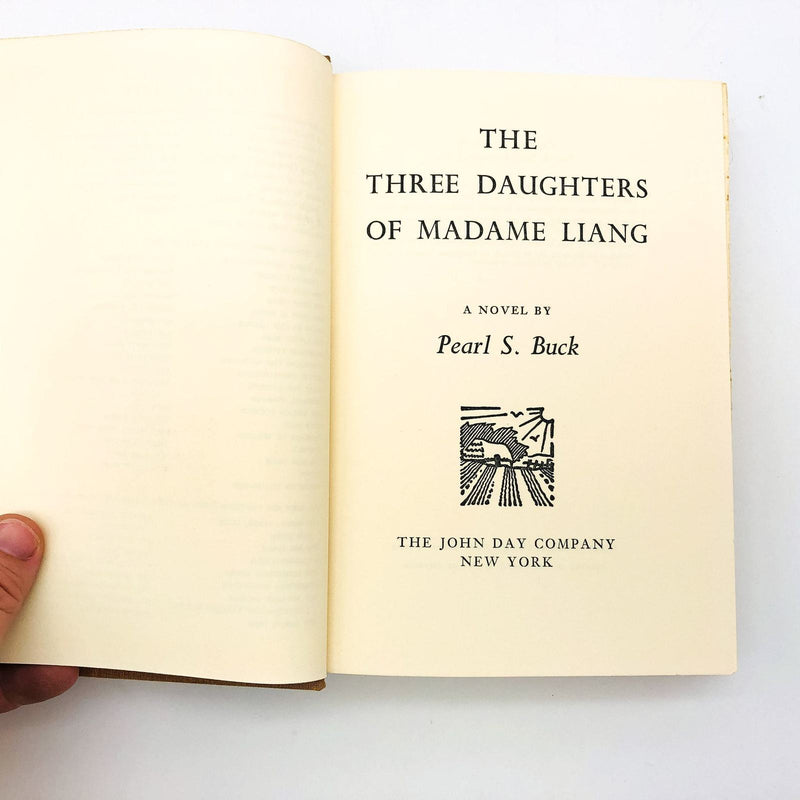 THE
THREE DAUGHTERS
OF MADAME LIANG
A NOVEL BY
Pearl S. Buck
THE JOHN DAY COMPANY
NEW YORK